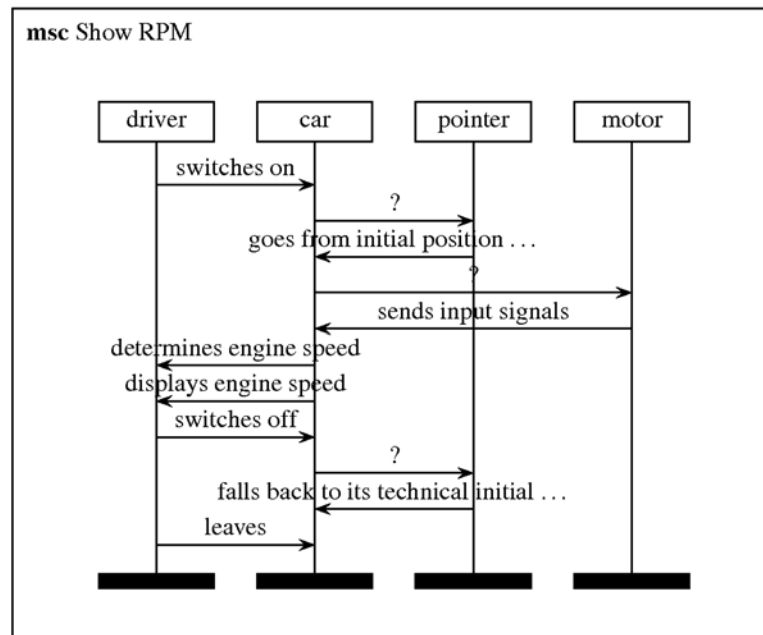 msc Show RPM
driver car pointer motor
switches on
?
goes from initial position . . .
?
sends input signals
determines engine speed
displays engine speed
switches off
?
falls back to its technical initial . . .
leaves